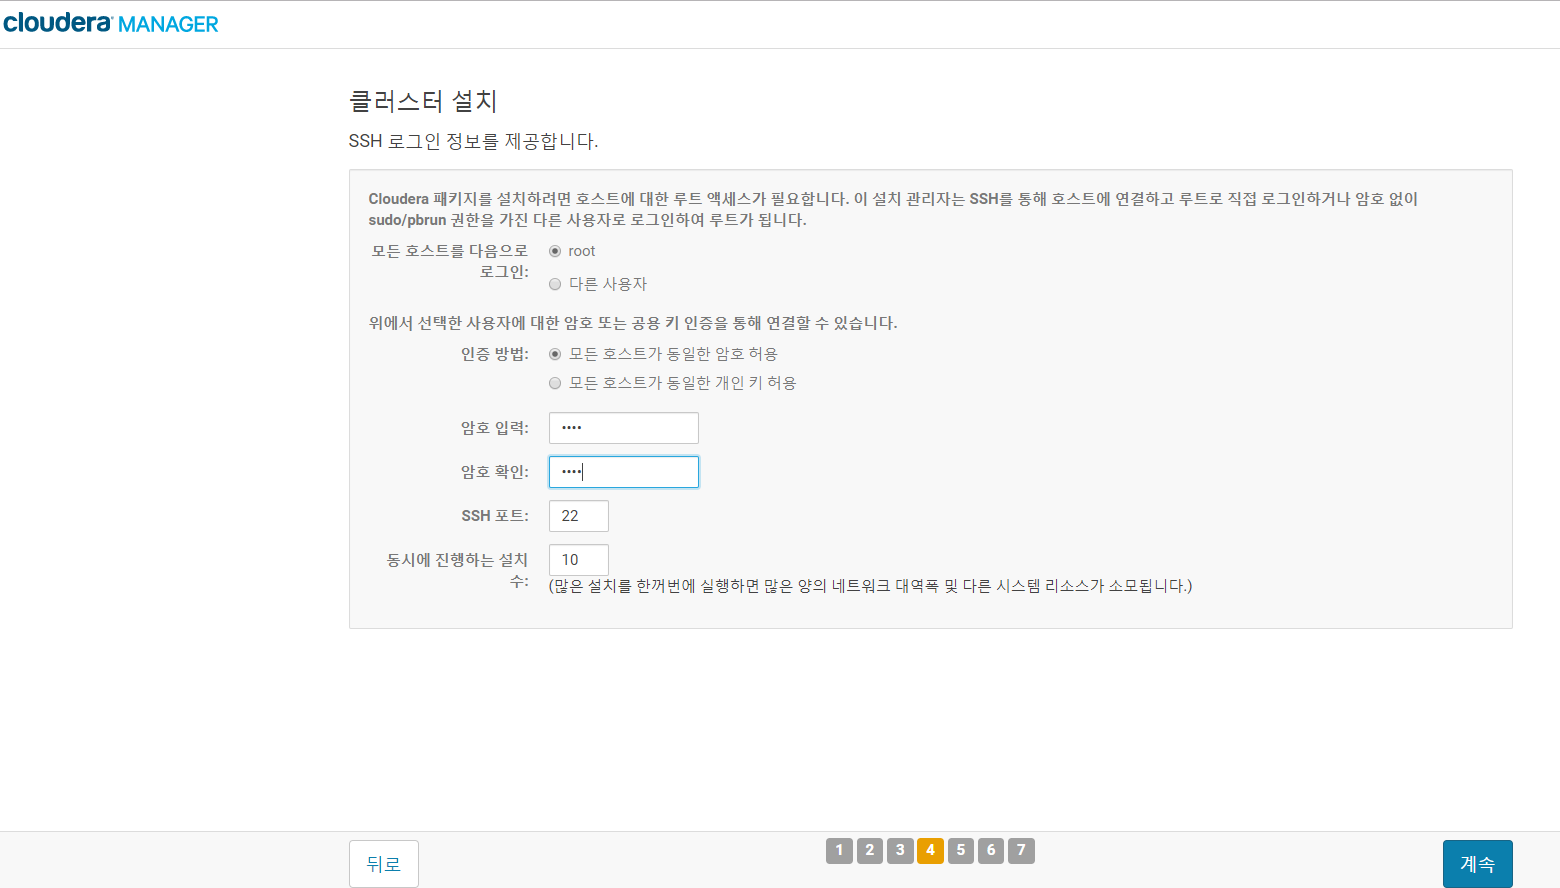 cloudera MANAGER
클러스터 설치
SSH 로그인 정보를 제공합니다.
Cloudera 패키지를 설치하려면 호스트에 대한 루트 액세스가 필요합니다. 이 설치 관리자는 SSH를 통해 호스트에 연결하고 루트로 직접 로그인하거나 암호 없이
sudo/pbrun 권한을 가진 다른 사용자로 로그인하여 루트가 됩니다.
모든 호스트를 다음으로
로그인:
root
다른 사용자
위에서 선택한 사용자에 대한 암호 또는 공용 키 인증을 통해 연결할 수 있습니다.
인증 방법:
모든 호스트가 동일한 암호 허용
모든 호스트가 동일한 개인 키 허용
암호 입력: ••••
암호 확인: ••••
SSH 포트: 22
동시에 진행하는 설치
수:
10
(많은 설치를 한꺼번에 실행하면 많은 양의 네트워크 대역폭 및 다른 시스템 리소스가 소모됩니다.)
뒤로
1 2 3 4 5 6 7
계속